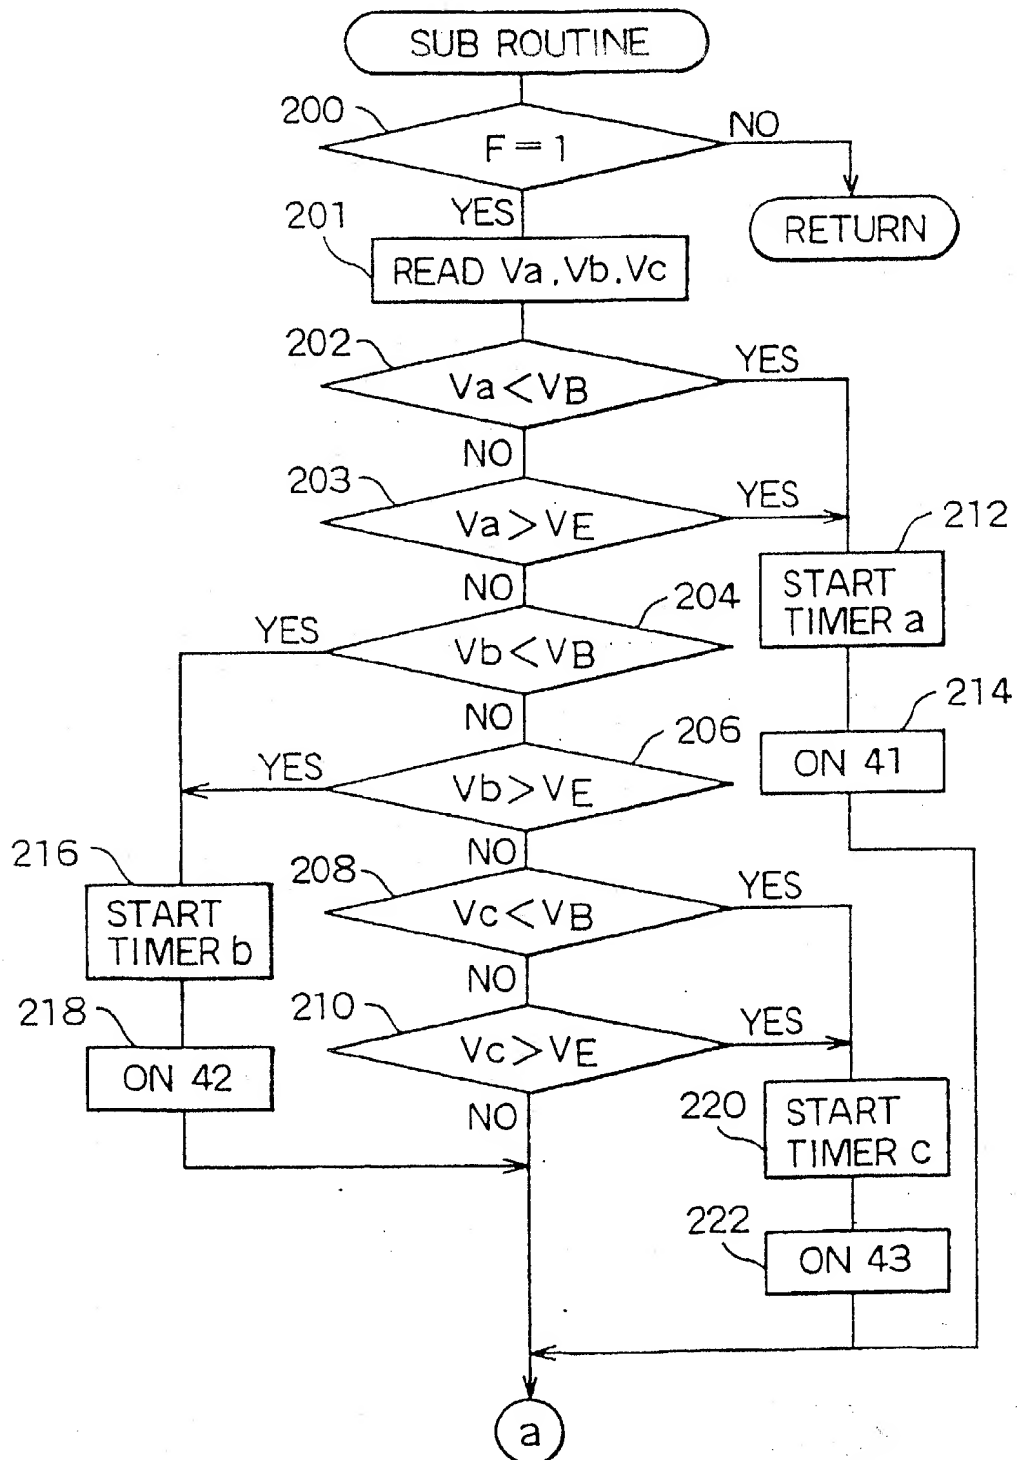 SUB ROUTINE
200
F=1
NO
YES
RETURN
201
READ Va.Vb.Vc
202
Va<VB
YES
NO
203
Va>VE
YES
NO
212
START
TIMER a
204
YES
Vb<VB
NO
214
ON 41
206
YES
Vb>VE
NO
216
START
TIMER b
208
Vc<VB
YES
NO
218
ON 42
210
Vc>VE
YES
NO
220
START
TIMER c
222
ON 43
a